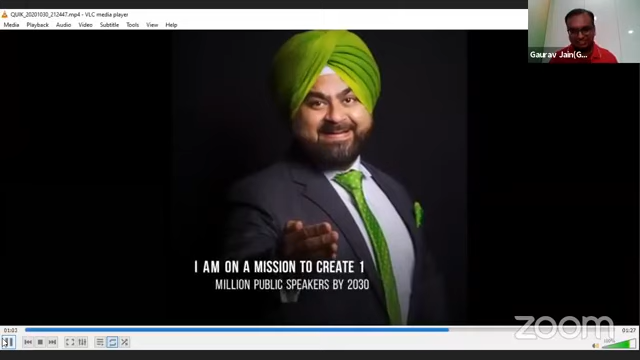 QUIK_20201030_212447.mp4 - VLC media player
Media Playback Audio Video Subtitle Tools View Help
Gaurav Jain(G...
I AM ON A MISSION TO CREATE 1
MILLION PUBLIC SPEAKERS BY 2030
01:03
01:27
zoom